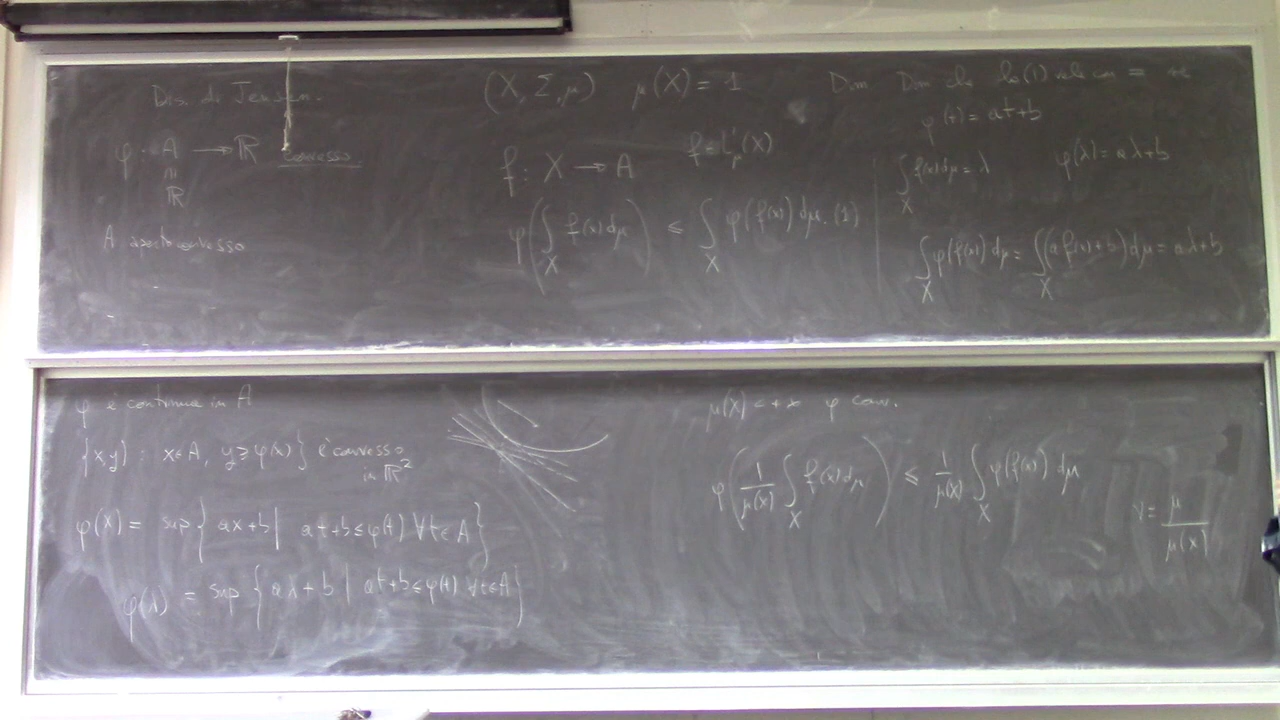 Dis. di Jensen.
φ : A → ℝ convesso
⊆
ℝ
A aperto convesso
(X, Σ, μ) μ(X) = 1
f : X → A f ∈ L¹_μ(X)
φ(∫_X f(x) dμ) ≤ ∫_X φ(f(x)) dμ. (1)
Dim Dim che la (1) vale con = se
φ(t) = at+b
∫_X f(x) dμ = λ φ(λ) = aλ+b
∫_X φ(f(x)) dμ = ∫_X (a f(x) + b) dμ = aλ+b
φ è continua in A
{x,y) : x∈A, y≥φ(x)} è convesso
in ℝ²
φ(x) = sup { ax+b | at+b ≤ φ(t) ∀t∈A }
φ(λ) = sup { aλ+b | at+b ≤ φ(t) ∀t∈A }
μ(X) < +∞ φ conv.
φ(1/μ(X) ∫_X f(x) dμ) ≤ 1/μ(X) ∫_X φ(f(x)) dμ
ν = μ/μ(X)